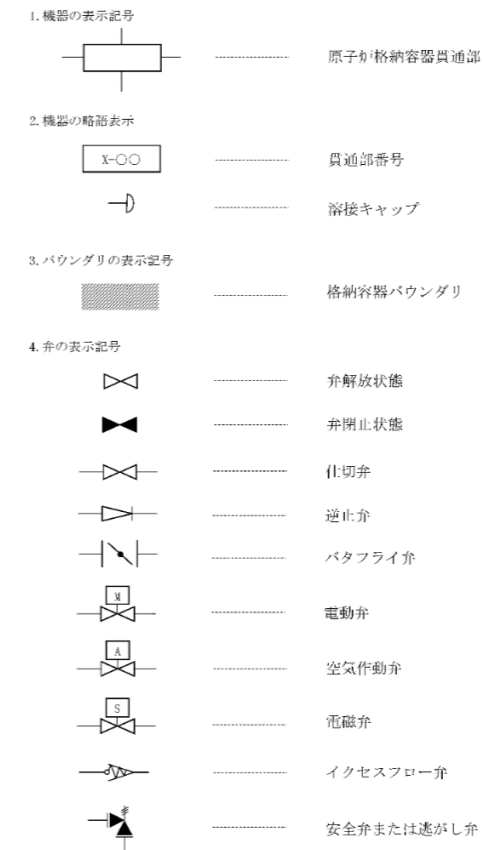 1. 機器の表示記号
原子炉格納容器貫通部
2. 機器の略語表示
X-○○ 貫通部番号
溶接キャップ
3. バウンダリの表示記号
格納容器バウンダリ
4. 弁の表示記号
弁解放状態
弁閉止状態
仕切弁
逆止弁
バタフライ弁
M 電動弁
A 空気作動弁
S 電磁弁
イクセスフロー弁
安全弁または逃がし弁